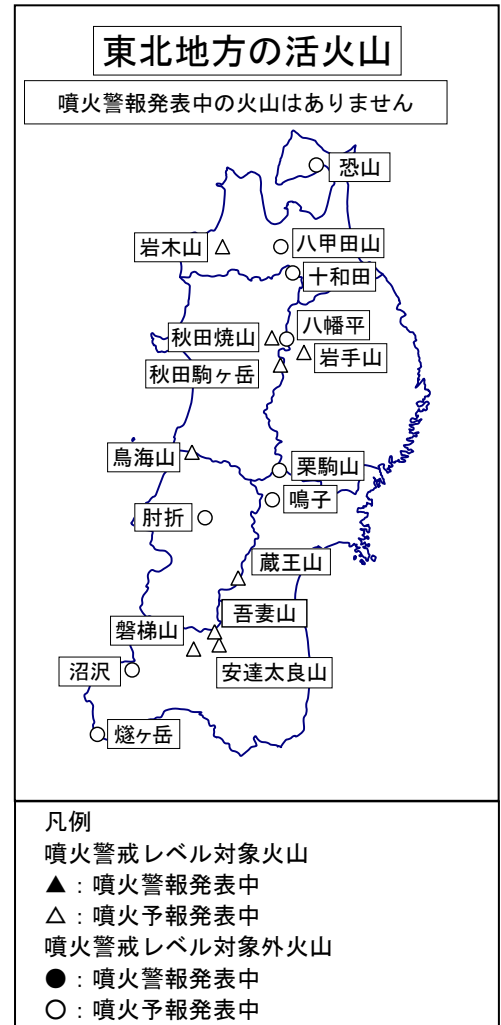 東北地方の活火山
噴火警報発表中の火山はありません
恐山
岩木山
八甲田山
十和田
八幡平
秋田焼山
岩手山
秋田駒ヶ岳
鳥海山
栗駒山
鳴子
肘折
蔵王山
吾妻山
磐梯山
沼沢
安達太良山
燧ヶ岳
凡例
噴火警戒レベル対象火山
▲：噴火警報発表中
△：噴火予報発表中
噴火警戒レベル対象外火山
●：噴火警報発表中
○：噴火予報発表中